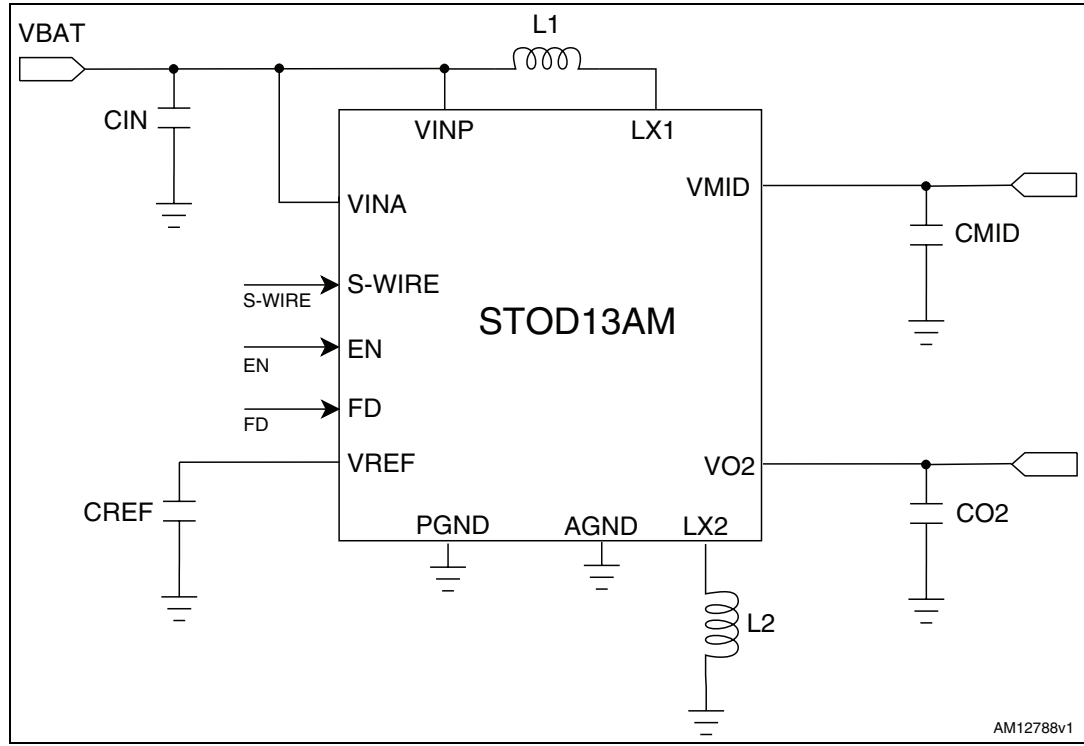 VBAT
L1
CIN
VINP
LX1
VINA
VMID
CMID
S-WIRE
S-WIRE
STOD13AM
EN
EN
FD
FD
VREF
VO2
CREF
CO2
PGND
AGND
LX2
L2
AM12788v1